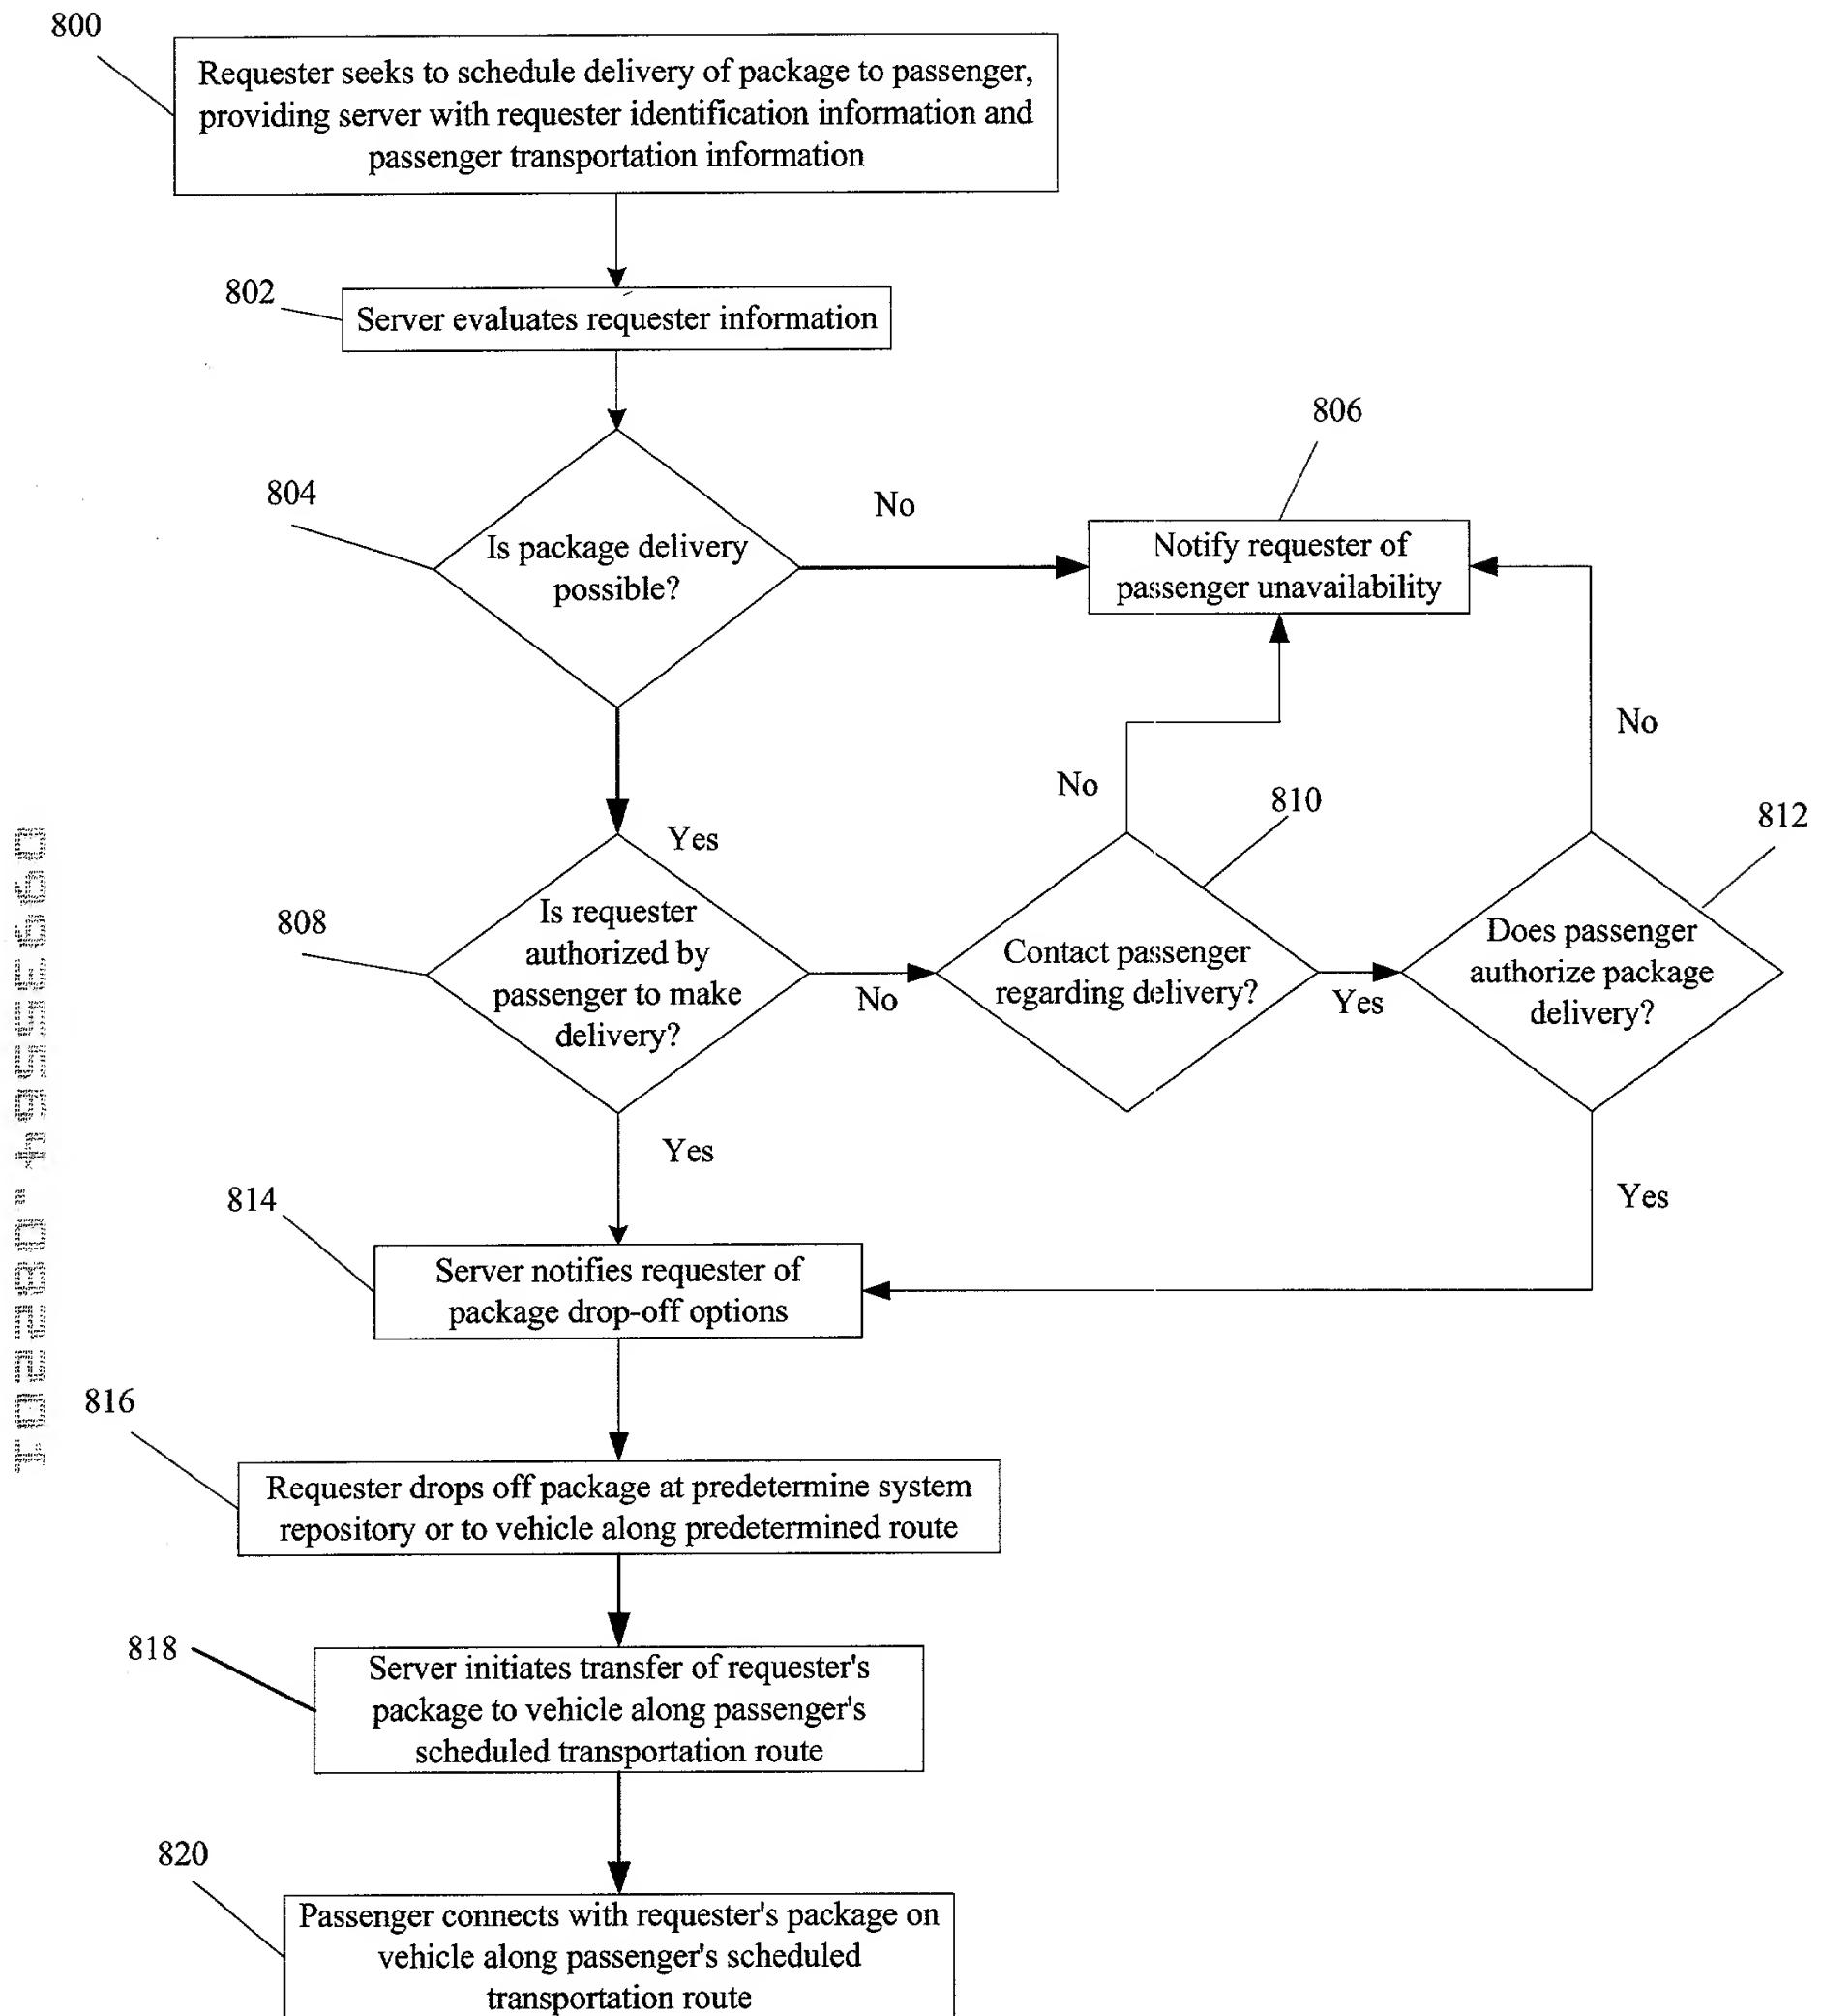 800
Requester seeks to schedule delivery of package to passenger,
providing server with requester identification information and
passenger transportation information
802
Server evaluates requester information
804
Is package delivery
possible?
No
806
Notify requester of
passenger unavailability
Yes
808
Is requester
authorized by
passenger to make
delivery?
No
No
810
Contact passenger
regarding delivery?
Yes
No
812
Does passenger
authorize package
delivery?
Yes
Yes
814
Server notifies requester of
package drop-off options
816
Requester drops off package at predetermine system
repository or to vehicle along predetermined route
818
Server initiates transfer of requester's
package to vehicle along passenger's
scheduled transportation route
820
Passenger connects with requester's package on
vehicle along passenger's scheduled
transportation route